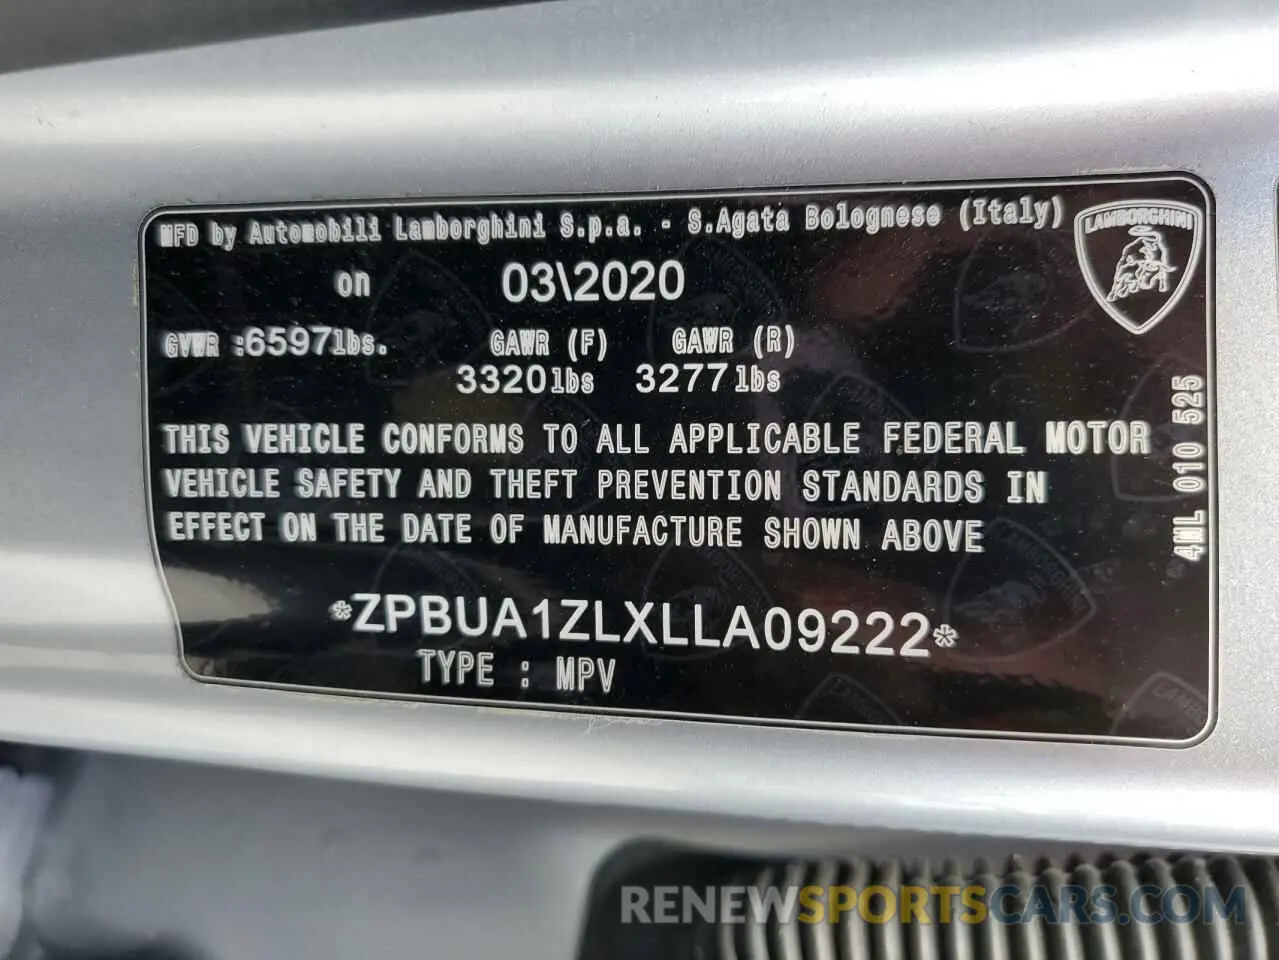 MFD by Automobili Lamborghini S.p.a. - S.Agata Bolognese (Italy)
LAMBORGHINI
on 03\2020
GVWR :6597lbs. GAWR (F) GAWR (R)
3320lbs 3277lbs
THIS VEHICLE CONFORMS TO ALL APPLICABLE FEDERAL MOTOR
VEHICLE SAFETY AND THEFT PREVENTION STANDARDS IN
EFFECT ON THE DATE OF MANUFACTURE SHOWN ABOVE
4ML 010 525
*ZPBUA1ZLXLLA09222*
TYPE : MPV
RENEWSPORTSCARS.COM